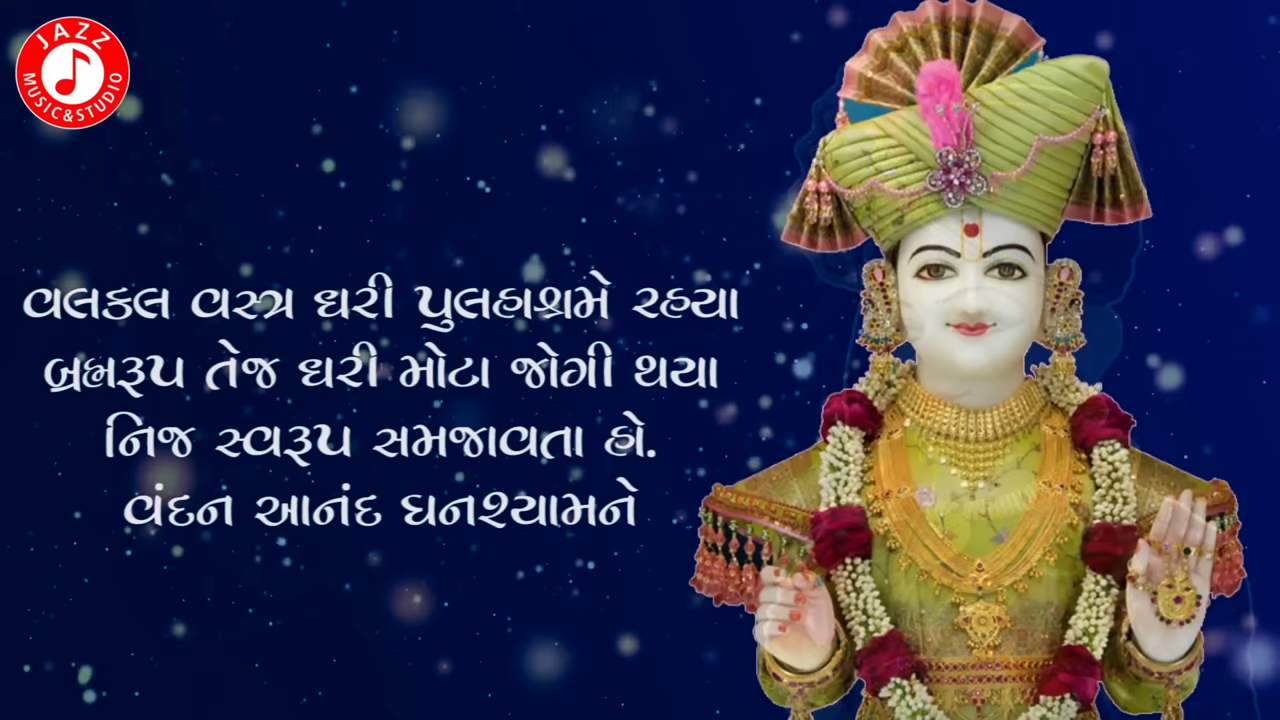 JAZZ
MUSIC&STUDIO
વલકલ વસ્ત્ર ધરી પુલહાશ્રમે રહ્યા
બ્રહ્મરૂપ તેજ ધરી મોટા જોગી થયા
નિજ સ્વરૂપ સમજાવતા હો.
વંદન આનંદ ઘનશ્યામને